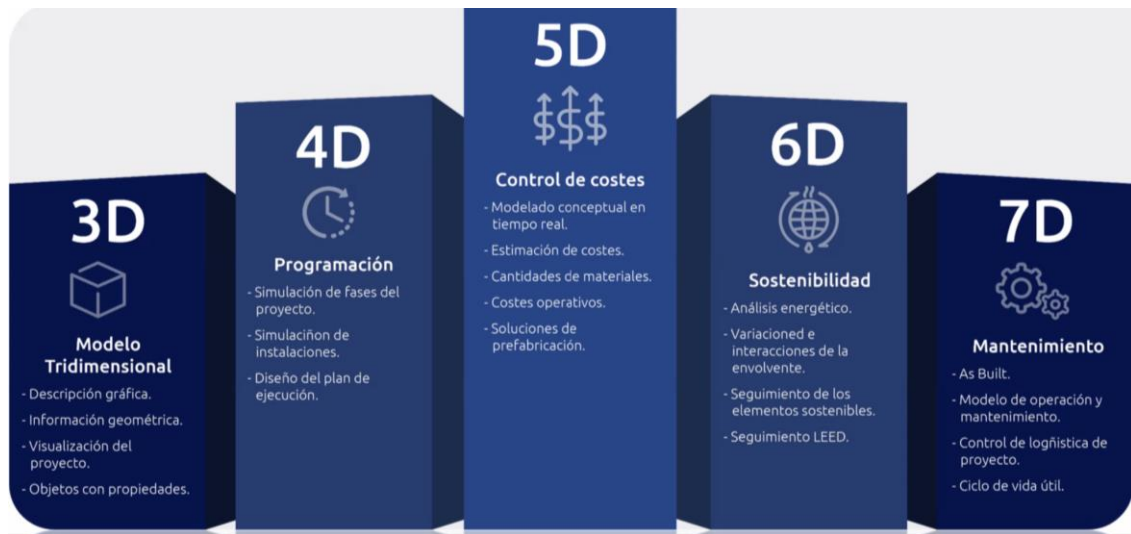 3D
Modelo
Tridimensional
- Descripción gráfica.
- Información geométrica.
- Visualización del
proyecto.
- Objetos con propiedades.
4D
Programación
- Simulación de fases del
proyecto.
- Simulaciñon de
instalaciones.
- Diseño del plan de
ejecución.
5D
$$$
Control de costes
- Modelado conceptual en
tiempo real.
- Estimación de costes.
- Cantidades de materiales.
- Costes operativos.
- Soluciones de
prefabricación.
6D
Sostenibilidad
- Análisis energético.
- Variacioned e
interacciones de la
envolvente.
- Seguimiento de los
elementos sostenibles.
- Seguimiento LEED.
7D
Mantenimiento
- As Built.
- Modelo de operación y
mantenimiento.
- Control de logñistica de
proyecto.
- Ciclo de vida útil.